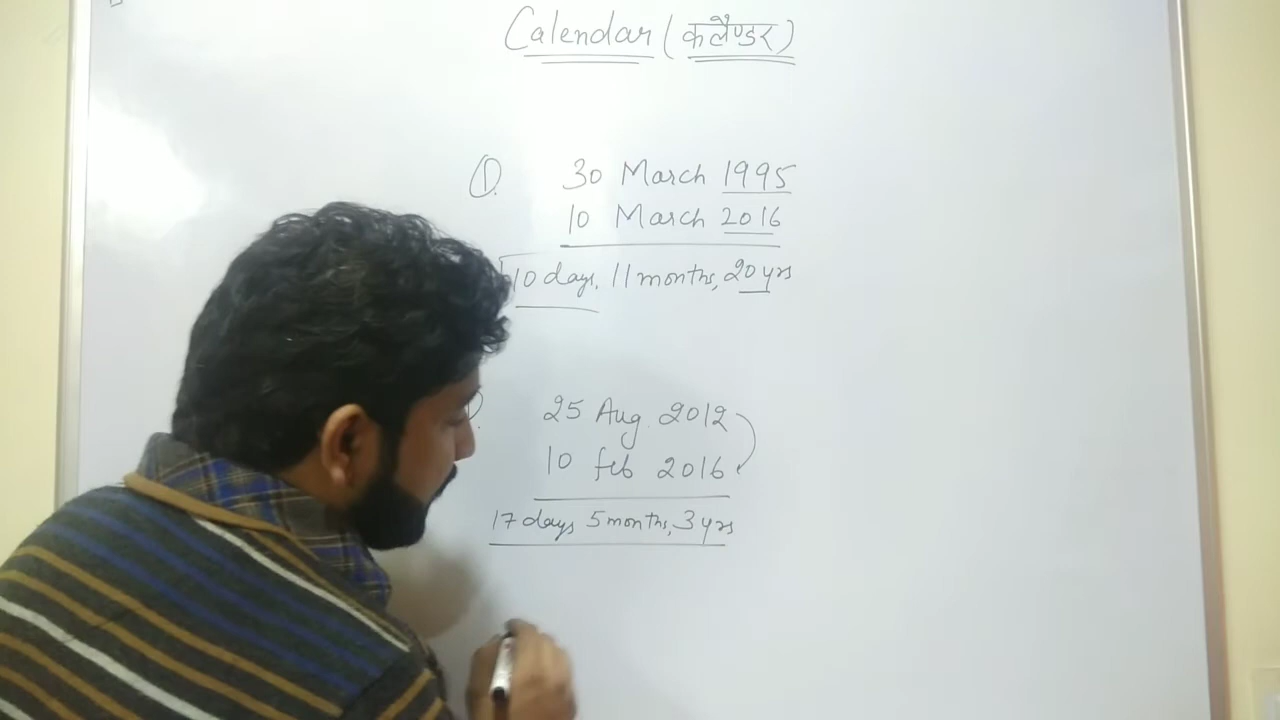 Calendar (कलैण्डर)
①. 30 March 1995
10 March 2016
10 days, 11 months, 20 yrs
25 Aug. 2012
10 feb 2016
17 days 5 months, 3 yrs